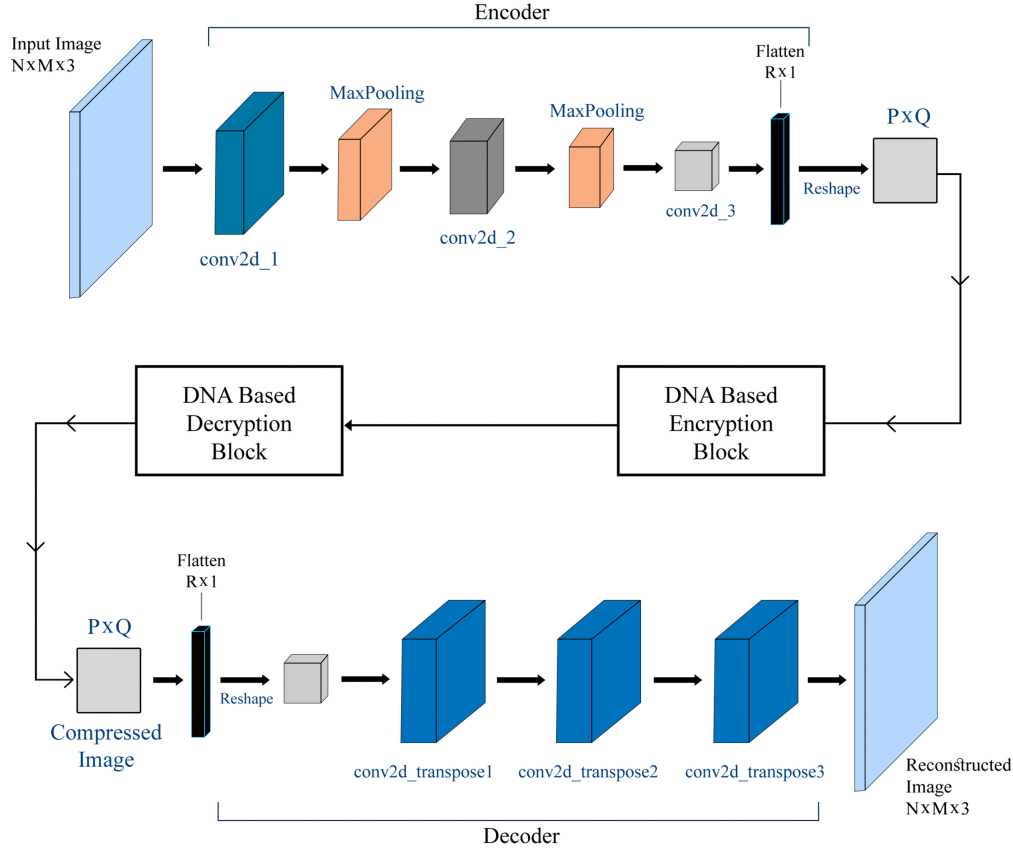 Encoder
Input Image
NxMx3
MaxPooling
MaxPooling
Flatten
Rx1
PxQ
Reshape
conv2d_1
conv2d_2
conv2d_3
DNA Based
Decryption
Block
DNA Based
Encryption
Block
Flatten
Rx1
PxQ
Reshape
Compressed
Image
conv2d_transpose1
conv2d_transpose2
conv2d_transpose3
Reconstructed
Image
NxMx3
Decoder